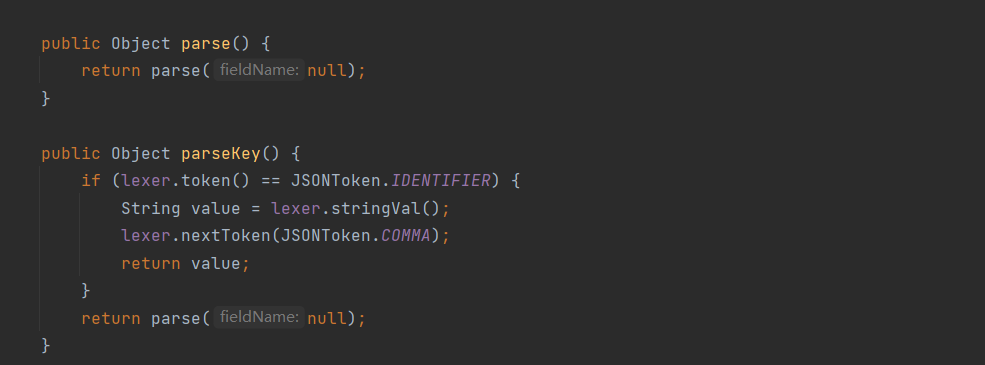 public Object parse() {
return parse( fieldName: null);
}
public Object parseKey() {
if (lexer.token() == JSONToken.IDENTIFIER) {
String value = lexer.stringVal();
lexer.nextToken(JSONToken.COMMA);
return value;
}
return parse( fieldName: null);
}